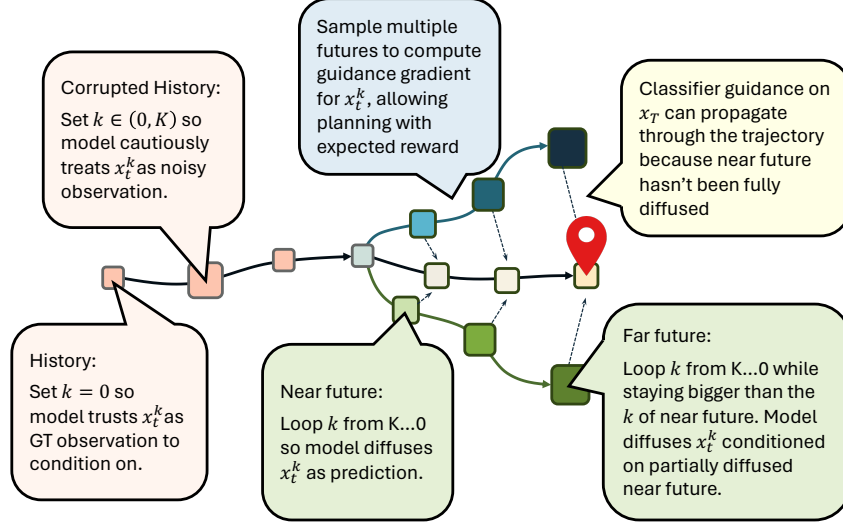 Corrupted History:
Set k ∈ (0, K) so
model cautiously
treats x_t^k as noisy
observation.
Sample multiple
futures to compute
guidance gradient
for x_t^k, allowing
planning with
expected reward
Classifier guidance on
x_T can propagate
through the trajectory
because near future
hasn't been fully
diffused
History:
Set k = 0 so
model trusts x_t^k as
GT observation to
condition on.
Near future:
Loop k from K...0
so model diffuses
x_t^k as prediction.
Far future:
Loop k from K...0 while
staying bigger than the
k of near future. Model
diffuses x_t^k conditioned
on partially diffused
near future.